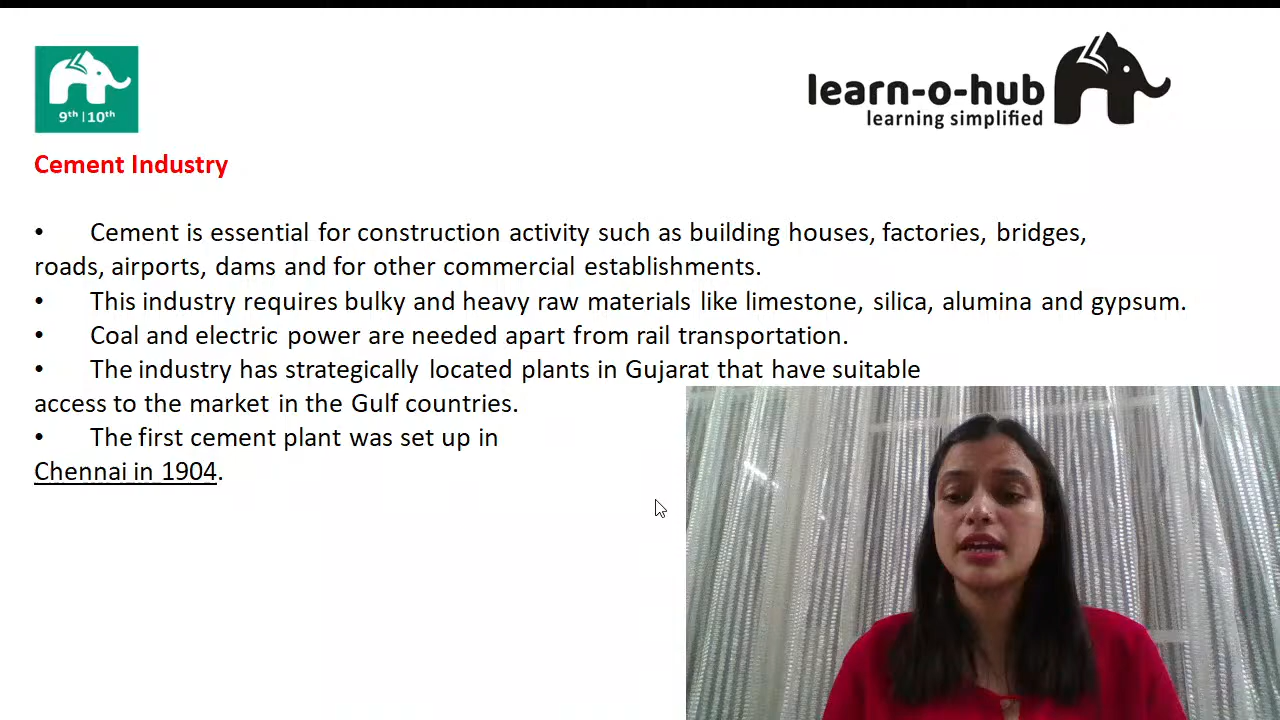 9th | 10th
learn-o-hub
learning simplified
Cement Industry
• Cement is essential for construction activity such as building houses, factories, bridges,
roads, airports, dams and for other commercial establishments.
• This industry requires bulky and heavy raw materials like limestone, silica, alumina and gypsum.
• Coal and electric power are needed apart from rail transportation.
• The industry has strategically located plants in Gujarat that have suitable
access to the market in the Gulf countries.
• The first cement plant was set up in
Chennai in 1904.